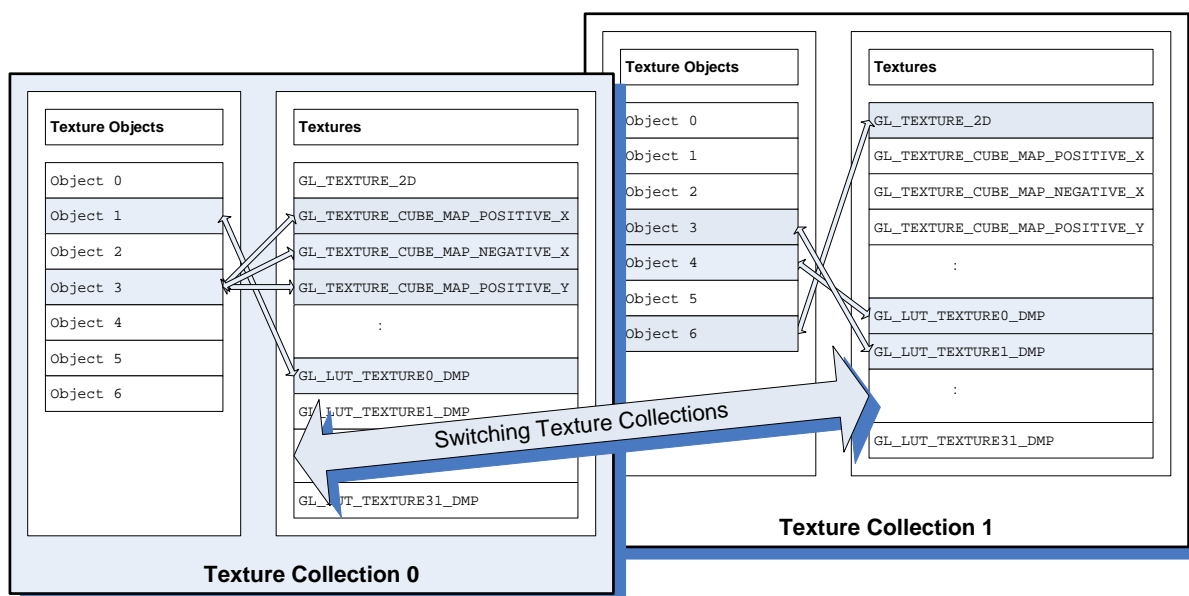 Texture Objects
Object 0
Object 1
Object 2
Object 3
Object 4
Object 5
Object 6
Textures
GL_TEXTURE_2D
GL_TEXTURE_CUBE_MAP_POSITIVE_X
GL_TEXTURE_CUBE_MAP_NEGATIVE_X
GL_TEXTURE_CUBE_MAP_POSITIVE_Y
:
GL_LUT_TEXTURE0_DMP
GL_LUT_TEXTURE1_DMP
GL_LUT_TEXTURE31_DMP
Texture Collection 0
Switching Texture Collections
Texture Objects
Object 0
Object 1
Object 2
Object 3
Object 4
Object 5
Object 6
Textures
GL_TEXTURE_2D
GL_TEXTURE_CUBE_MAP_POSITIVE_X
GL_TEXTURE_CUBE_MAP_NEGATIVE_X
GL_TEXTURE_CUBE_MAP_POSITIVE_Y
:
GL_LUT_TEXTURE0_DMP
GL_LUT_TEXTURE1_DMP
:
GL_LUT_TEXTURE31_DMP
Texture Collection 1